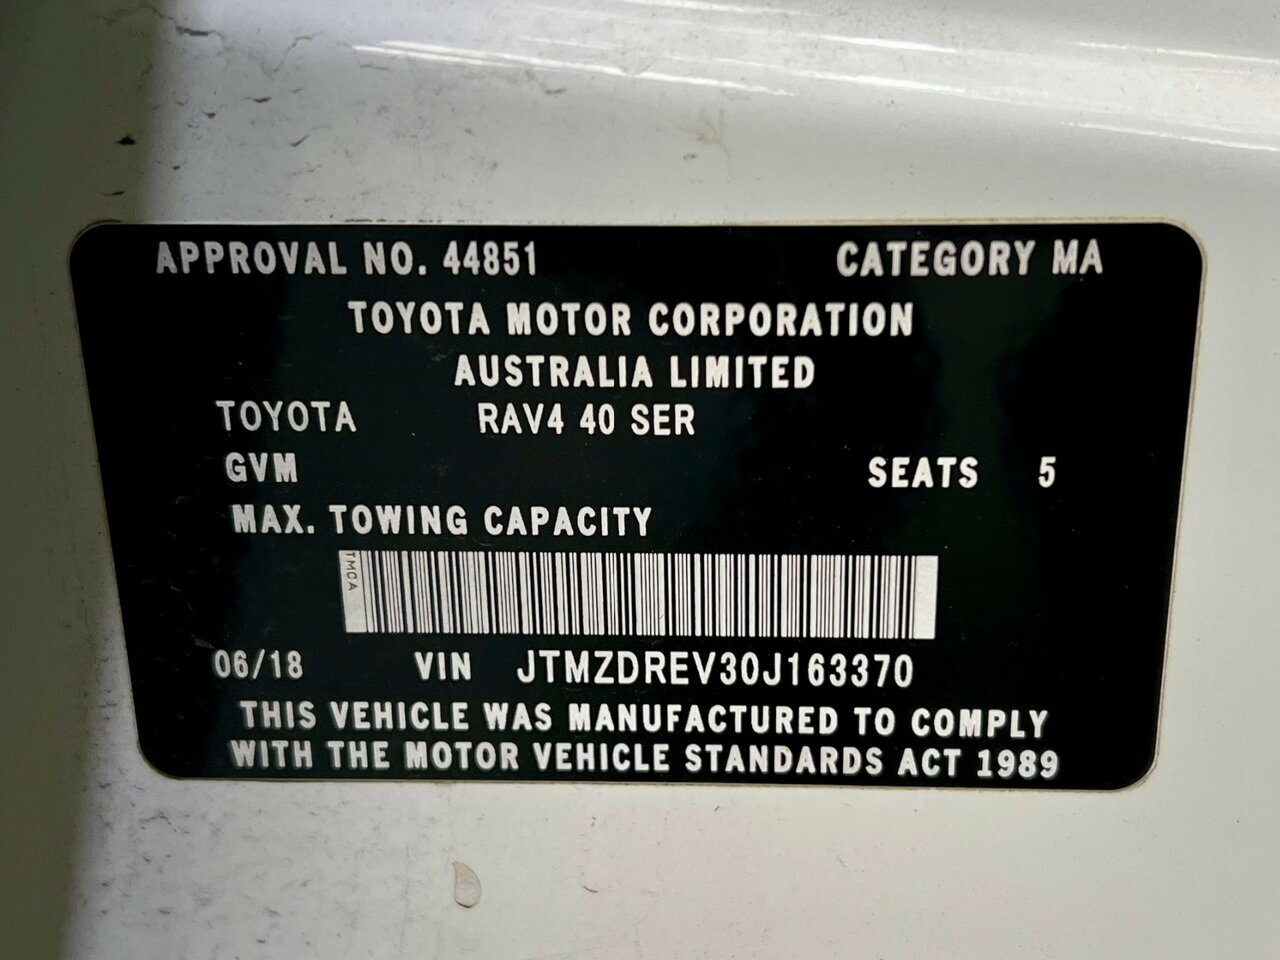 APPROVAL NO. 44851 CATEGORY MA
TOYOTA MOTOR CORPORATION
AUSTRALIA LIMITED
TOYOTA RAV4 40 SER
GVM SEATS 5
MAX. TOWING CAPACITY
TMCA
06/18 VIN JTMZDREV30J163370
THIS VEHICLE WAS MANUFACTURED TO COMPLY
WITH THE MOTOR VEHICLE STANDARDS ACT 1989